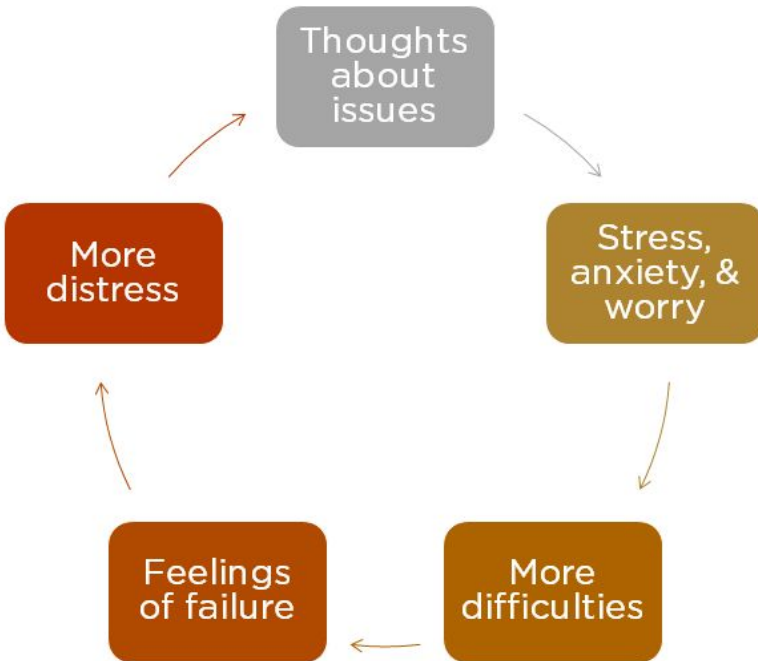 Thoughts
about
issues
Stress,
anxiety, &
worry
More
difficulties
Feelings
of failure
More
distress